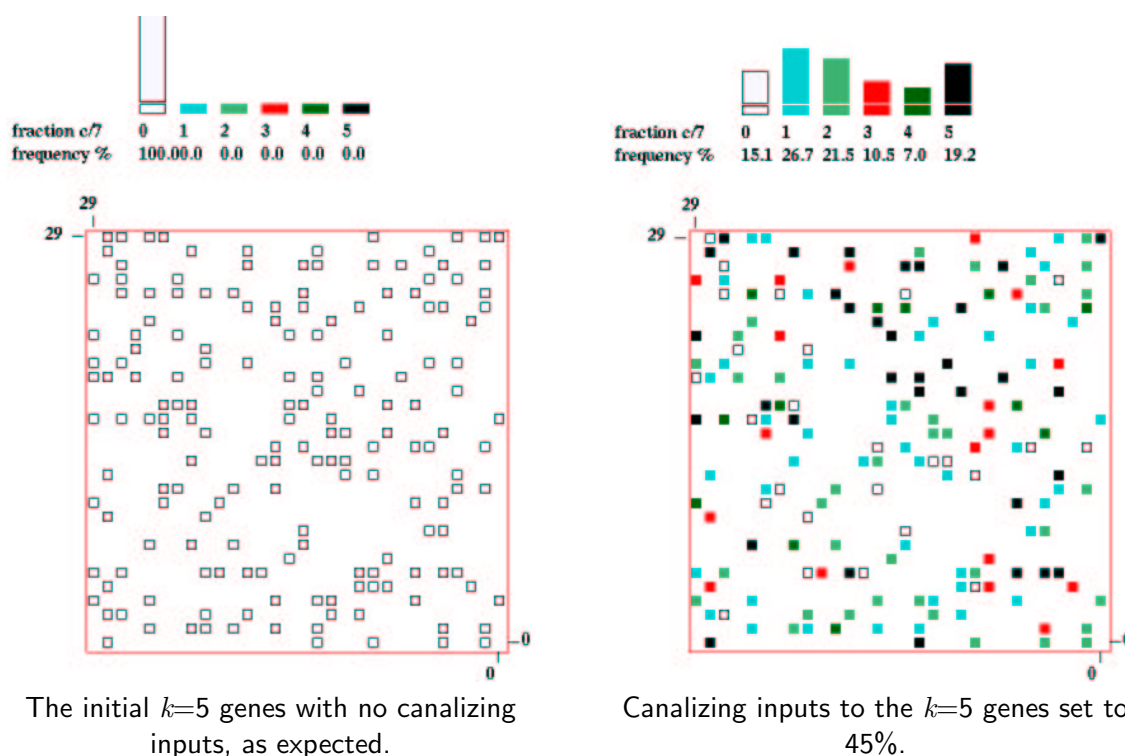 0 1 2 3 4 5
fraction c/7
frequency % 100.00.0 0.0 0.0 0.0 0.0
29
29
0
0
The initial k=5 genes with no canalizing
inputs, as expected.
0 1 2 3 4 5
fraction c/7
frequency % 15.1 26.7 21.5 10.5 7.0 19.2
29
29
0
Canalizing inputs to the k=5 genes set to
45%.